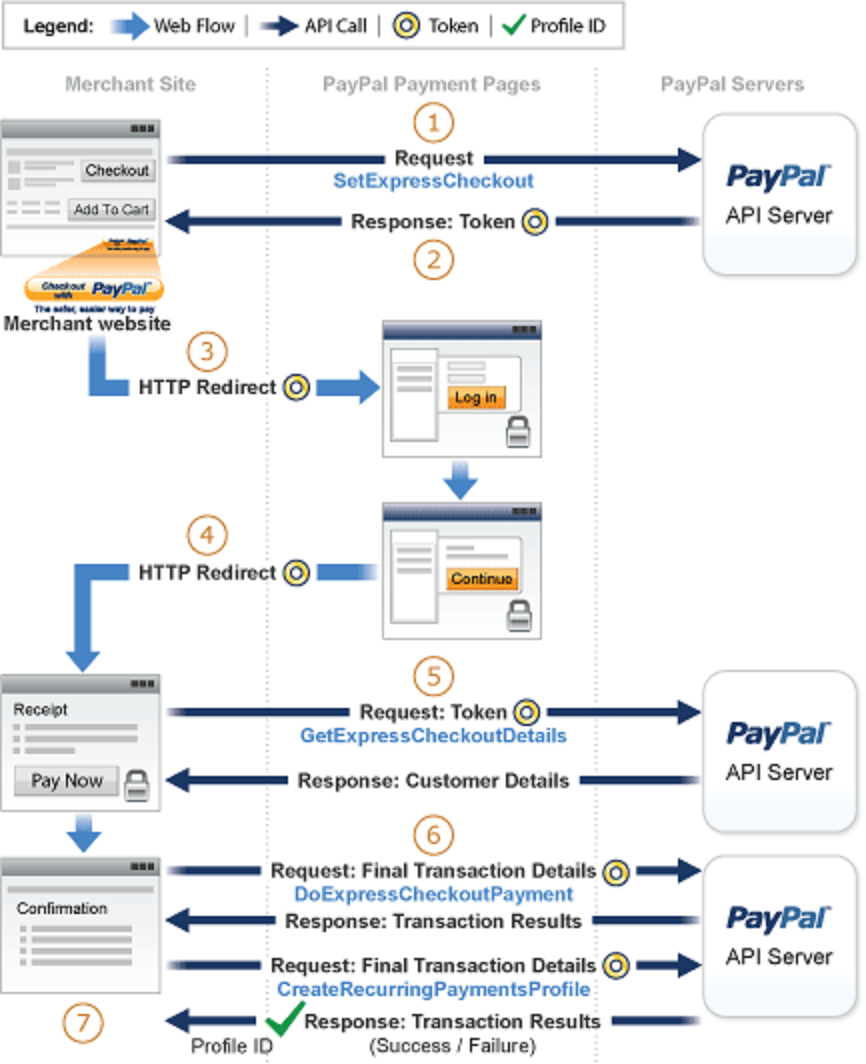 Legend: Web Flow | API Call | Token | Profile ID
Merchant Site PayPal Payment Pages PayPal Servers
1
Checkout
Add To Cart
Request
SetExpressCheckout
Response: Token
2
PayPal
API Server
Checkout with PayPal
The safer, easier way to pay
Merchant website
3
HTTP Redirect
Log in
4
HTTP Redirect
Continue
5
Receipt
Pay Now
Request: Token
GetExpressCheckoutDetails
Response: Customer Details
PayPal
API Server
6
Confirmation
Request: Final Transaction Details
DoExpressCheckoutPayment
Response: Transaction Results
Request: Final Transaction Details
CreateRecurringPaymentsProfile
PayPal
API Server
7
Profile ID
Response: Transaction Results
(Success / Failure)